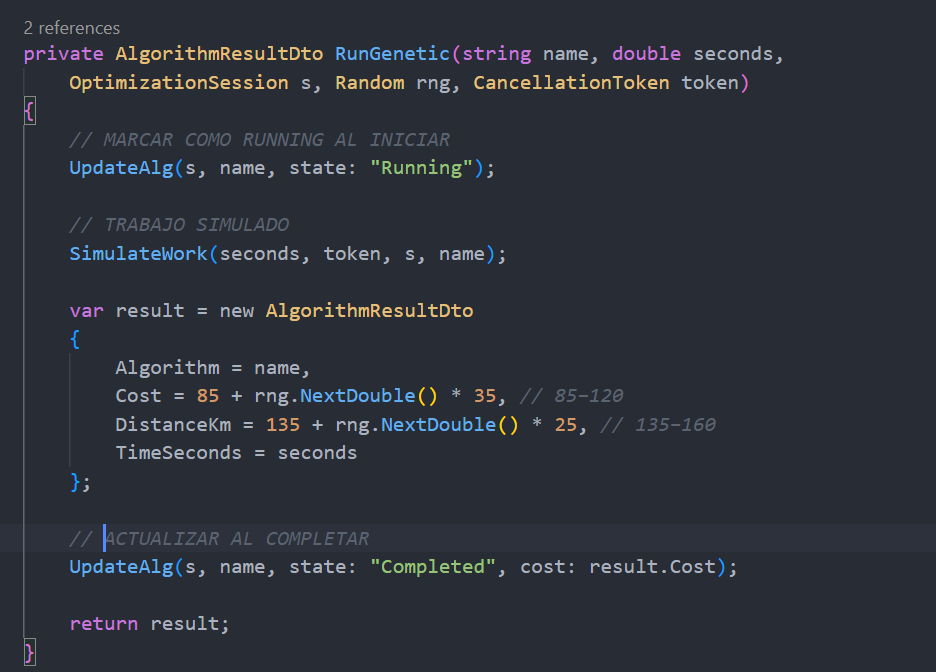 2 references
private AlgorithmResultDto RunGenetic(string name, double seconds,
    OptimizationSession s, Random rng, CancellationToken token)
{
    // MARCAR COMO RUNNING AL INICIAR
    UpdateAlg(s, name, state: "Running");

    // TRABAJO SIMULADO
    SimulateWork(seconds, token, s, name);

    var result = new AlgorithmResultDto
    {
        Algorithm = name,
        Cost = 85 + rng.NextDouble() * 35, // 85–120
        DistanceKm = 135 + rng.NextDouble() * 25, // 135–160
        TimeSeconds = seconds
    };

    // ACTUALIZAR AL COMPLETAR
    UpdateAlg(s, name, state: "Completed", cost: result.Cost);

    return result;
}